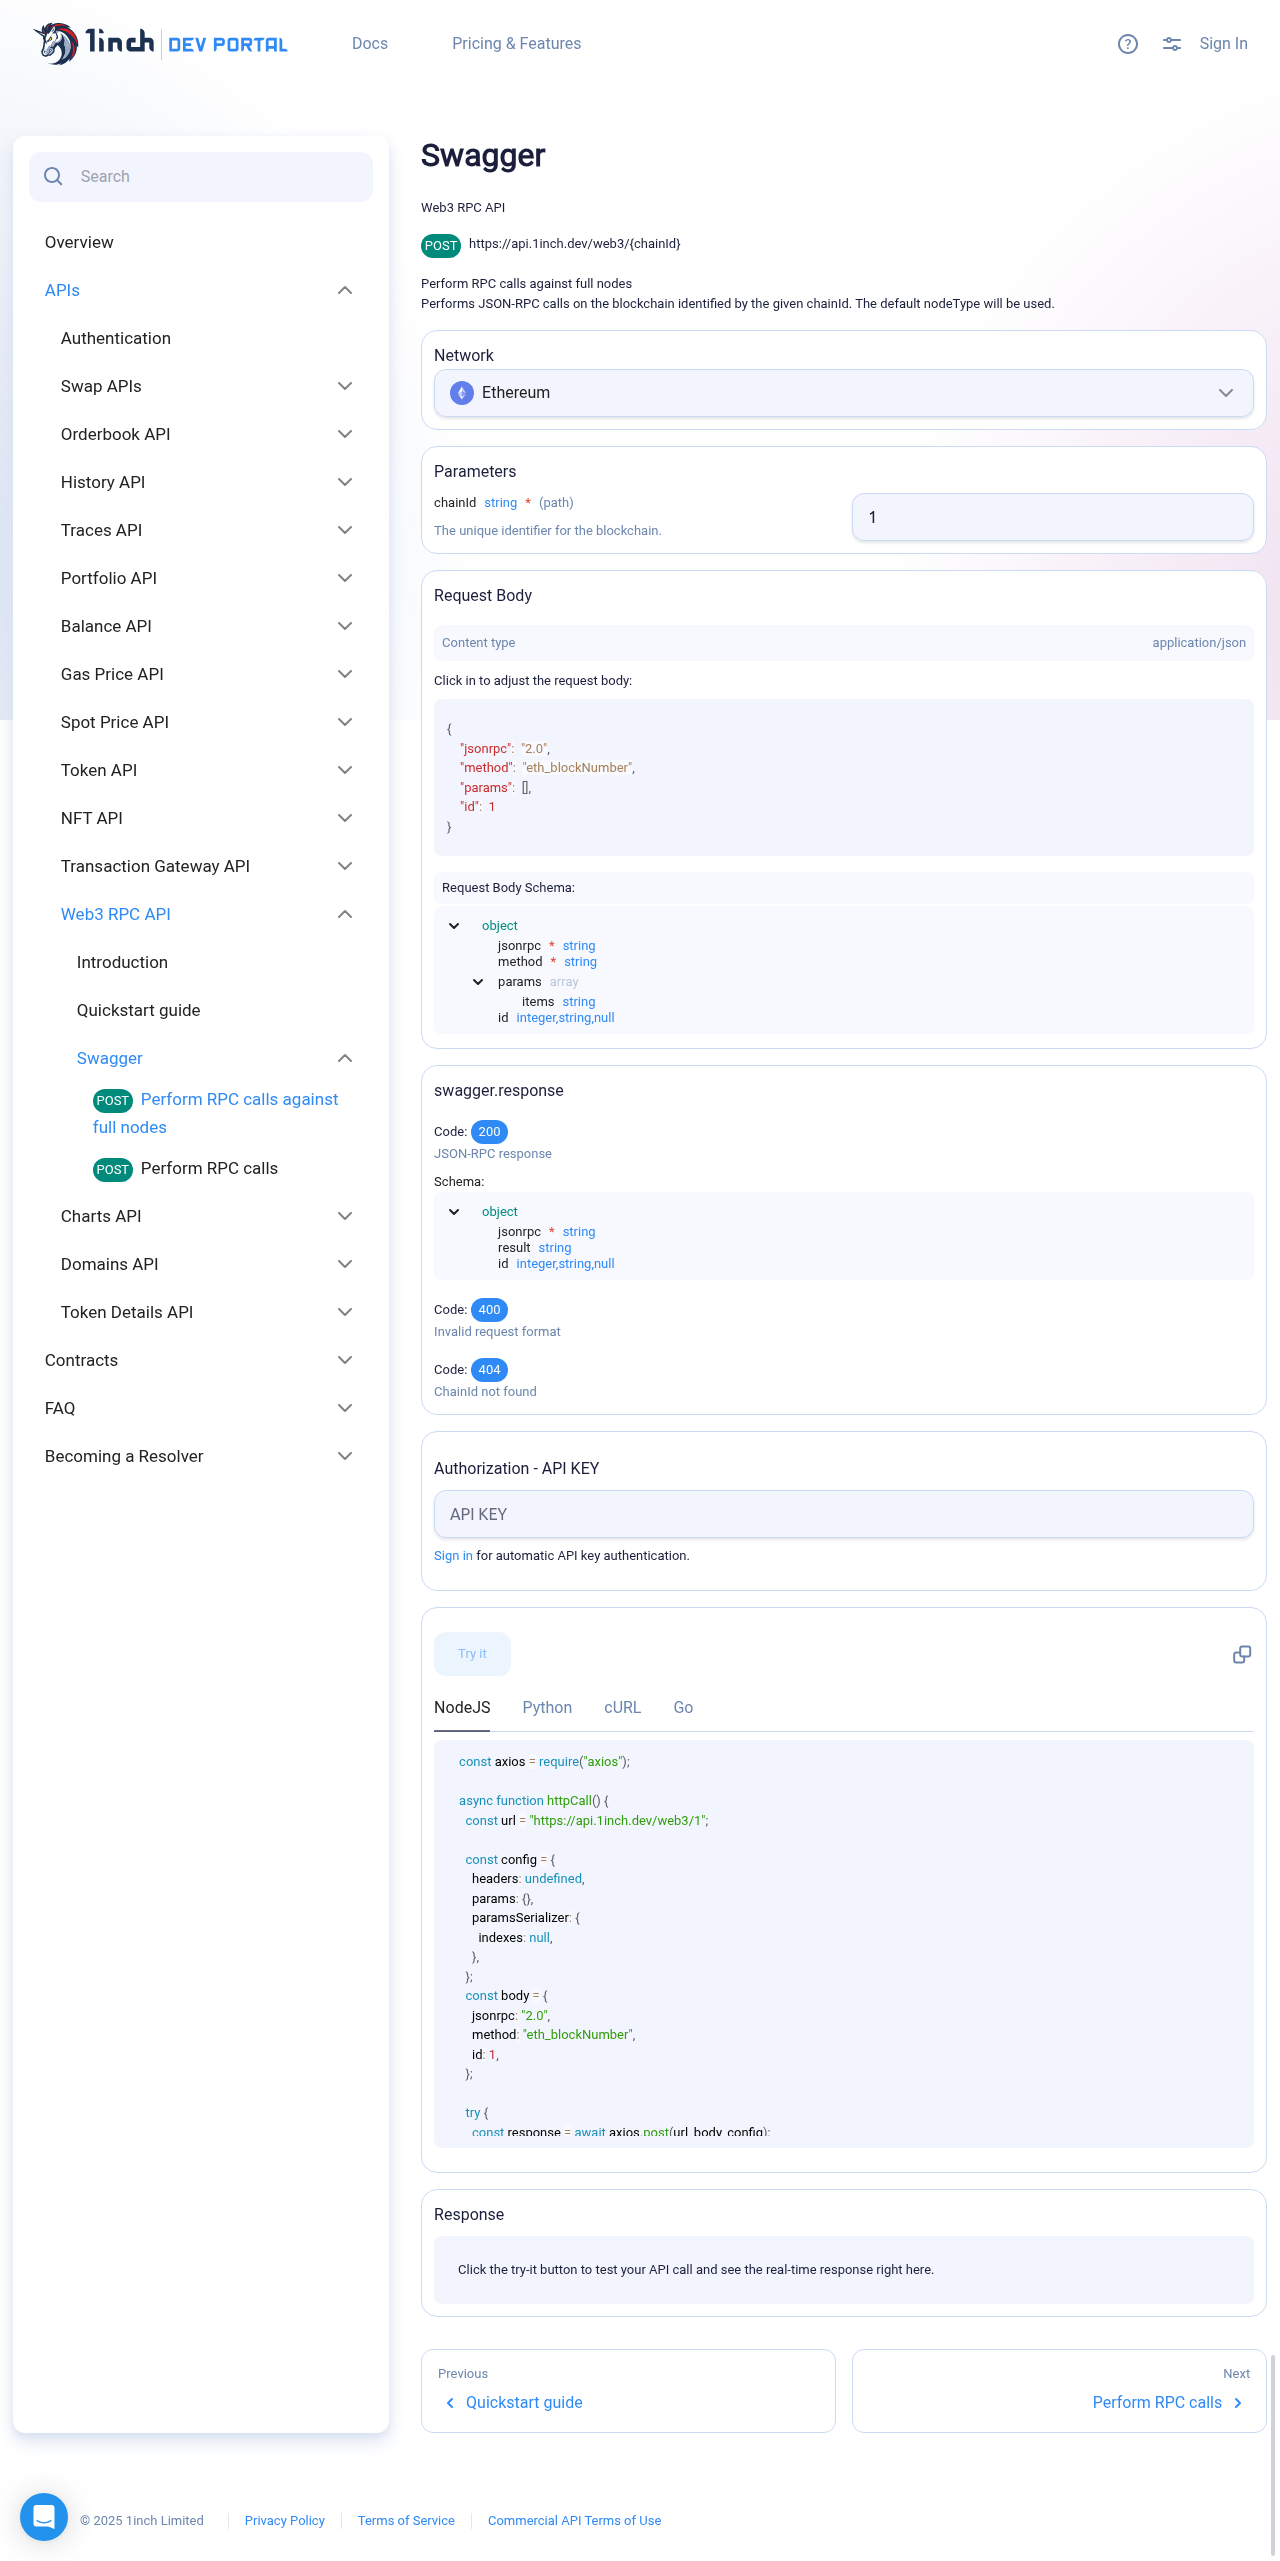 1inch DEV PORTAL
Docs
Pricing & Features
Sign In
Search
Overview
APIs
Authentication
Swap APIs
Orderbook API
History API
Traces API
Portfolio API
Balance API
Gas Price API
Spot Price API
Token API
NFT API
Transaction Gateway API
Web3 RPC API
Introduction
Quickstart guide
Swagger
POST Perform RPC calls against
full nodes
POST Perform RPC calls
Charts API
Domains API
Token Details API
Contracts
FAQ
Becoming a Resolver
Swagger
Web3 RPC API
POST https://api.1inch.dev/web3/{chainId}
Perform RPC calls against full nodes
Performs JSON-RPC calls on the blockchain identified by the given chainId. The default nodeType will be used.
Network
Ethereum
Parameters
chainId string * (path)
The unique identifier for the blockchain.
1
Request Body
Content type application/json
Click in to adjust the request body:
{
"jsonrpc": "2.0",
"method": "eth_blockNumber",
"params": [],
"id": 1
}
Request Body Schema:
object
jsonrpc * string
method * string
params array
items string
id integer,string,null
swagger.response
Code: 200
JSON-RPC response
Schema:
object
jsonrpc * string
result string
id integer,string,null
Code: 400
Invalid request format
Code: 404
ChainId not found
Authorization - API KEY
API KEY
Sign in for automatic API key authentication.
Try it
NodeJS Python cURL Go
const axios = require("axios");
async function httpCall() {
const url = "https://api.1inch.dev/web3/1";
const config = {
headers: undefined,
params: {},
paramsSerializer: {
indexes: null,
},
};
const body = {
jsonrpc: "2.0",
method: "eth_blockNumber",
id: 1,
};
try {
const response = await axios.post(url, body, config);
Response
Click the try-it button to test your API call and see the real-time response right here.
Previous
Quickstart guide
Next
Perform RPC calls
© 2025 1inch Limited
Privacy Policy
Terms of Service
Commercial API Terms of Use